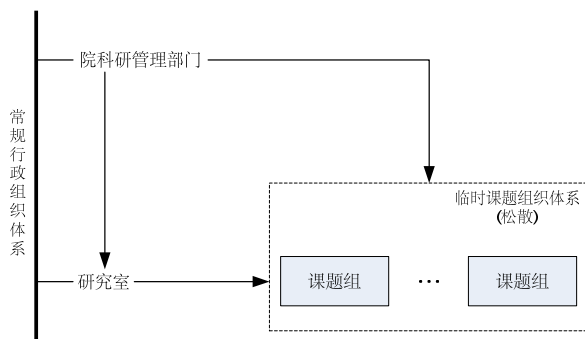 常规行政组织体系
院科研管理部门
临时课题组织体系
(松散)
研究室
课题组
...
课题组